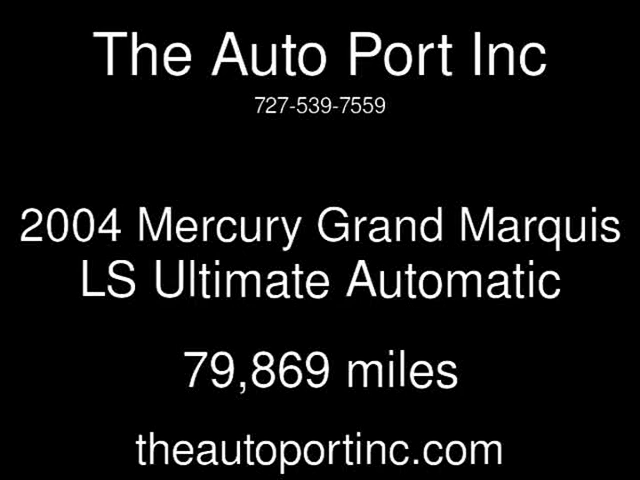 The Auto Port Inc
727-539-7559
2004 Mercury Grand Marquis
LS Ultimate Automatic
79,869 miles
theautoportinc.com